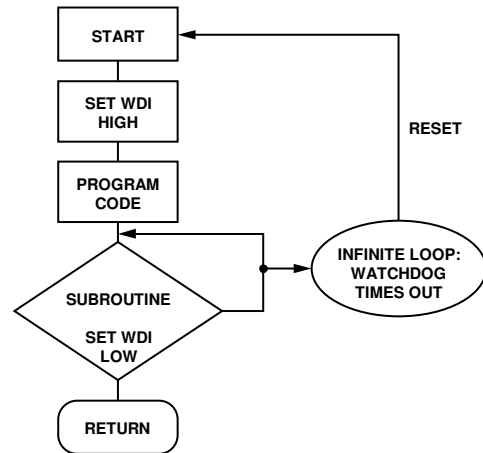 START
SET WDI
HIGH
RESET
PROGRAM
CODE
INFINITE LOOP:
WATCHDOG
TIMES OUT
SUBROUTINE
SET WDI
LOW
RETURN